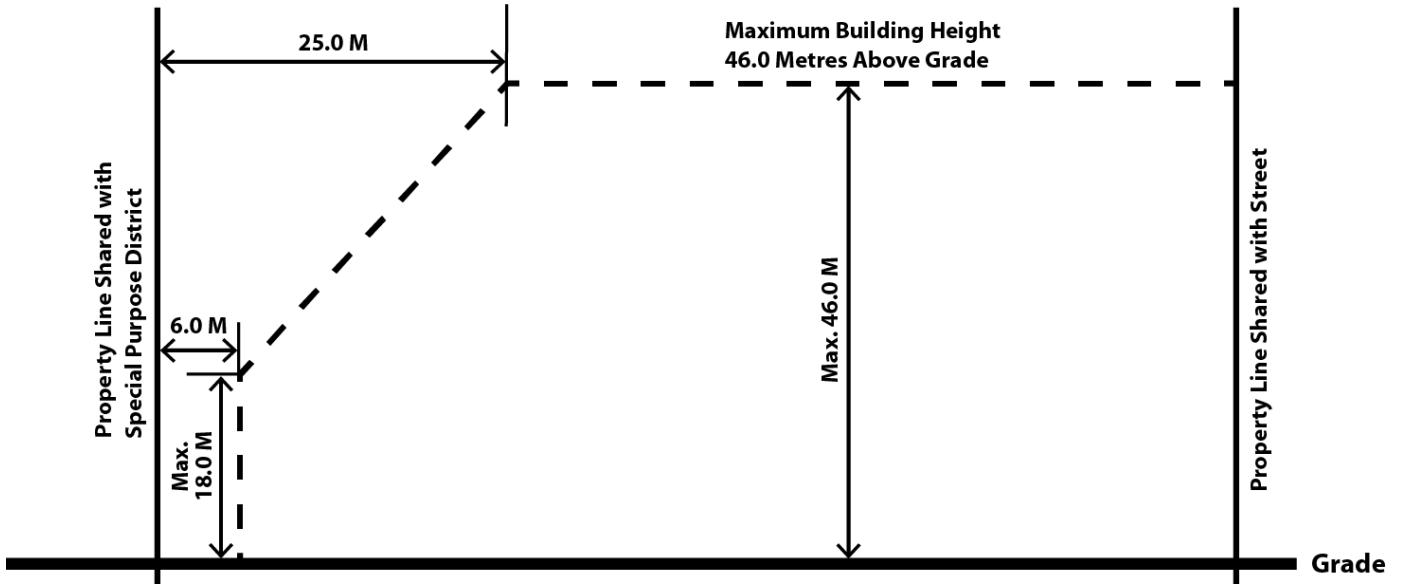 25.0 M
Maximum Building Height
46.0 Metres Above Grade
Property Line Shared with
Special Purpose District
6.0 M
Max.
18.0 M
Max. 46.0 M
Property Line Shared with Street
Grade